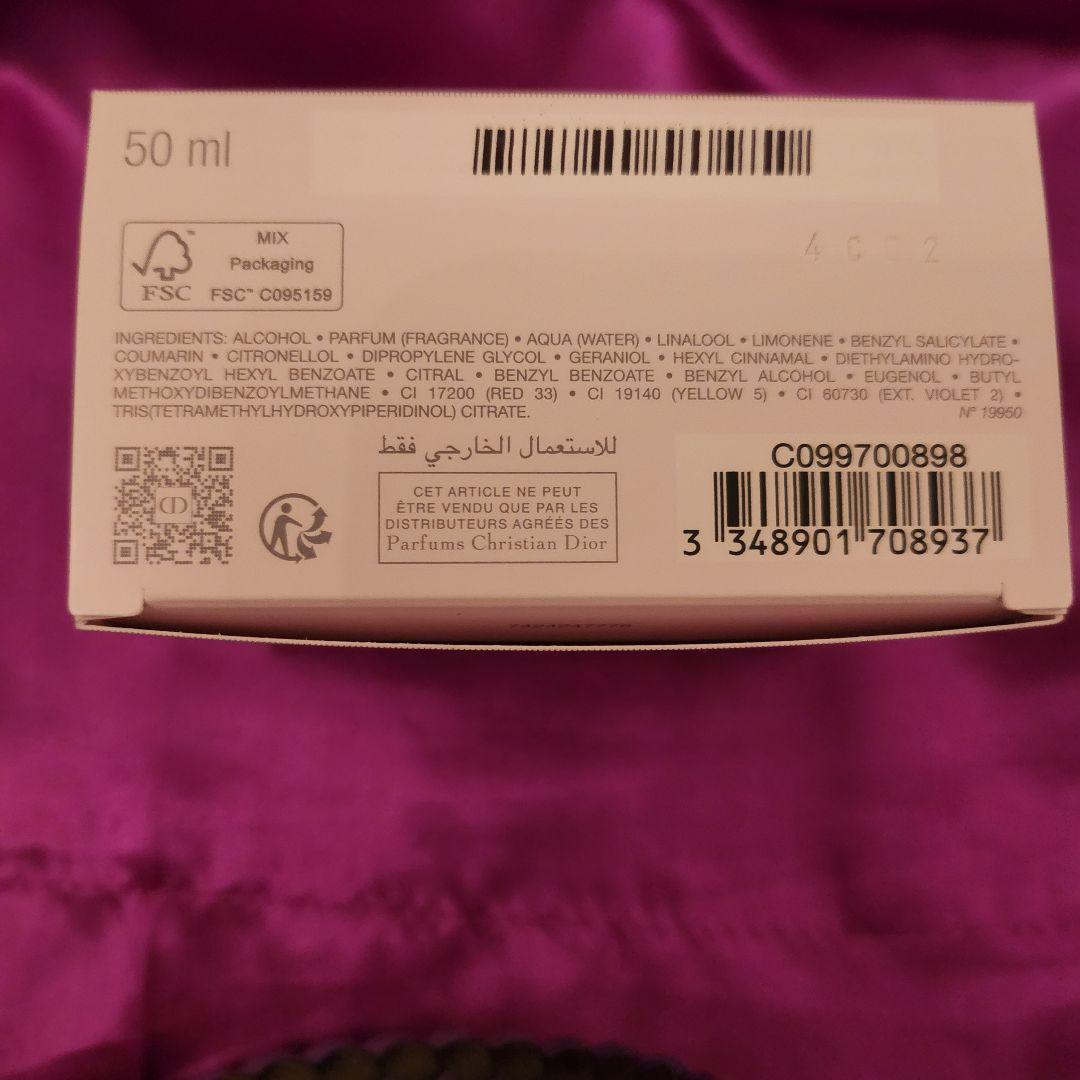 50 ml
MIX
Packaging
FSC
FSC™ C095159
INGREDIENTS: ALCOHOL • PARFUM (FRAGRANCE) • AQUA (WATER) • LINALOOL • LIMONENE • BENZYL SALICYLATE •
COUMARIN • CITRONELLOL • DIPROPYLENE GLYCOL • GERANIOL • HEXYL CINNAMAL • DIETHYLAMINO HYDRO-
XYBENZOYL HEXYL BENZOATE • CITRAL • BENZYL BENZOATE • BENZYL ALCOHOL • EUGENOL • BUTYL
METHOXYDIBENZOYLMETHANE • CI 17200 (RED 33) • CI 19140 (YELLOW 5) • CI 60730 (EXT. VIOLET 2) •
TRIS(TETRAMETHYLHYDROXYPIPERIDINOL) CITRATE.
N° 19950
للاستعمال الخارجي فقط
CD
CET ARTICLE NE PEUT
ÊTRE VENDU QUE PAR LES
DISTRIBUTEURS AGRÉÉS DES
Parfums Christian Dior
C099700898
3 348901 708937